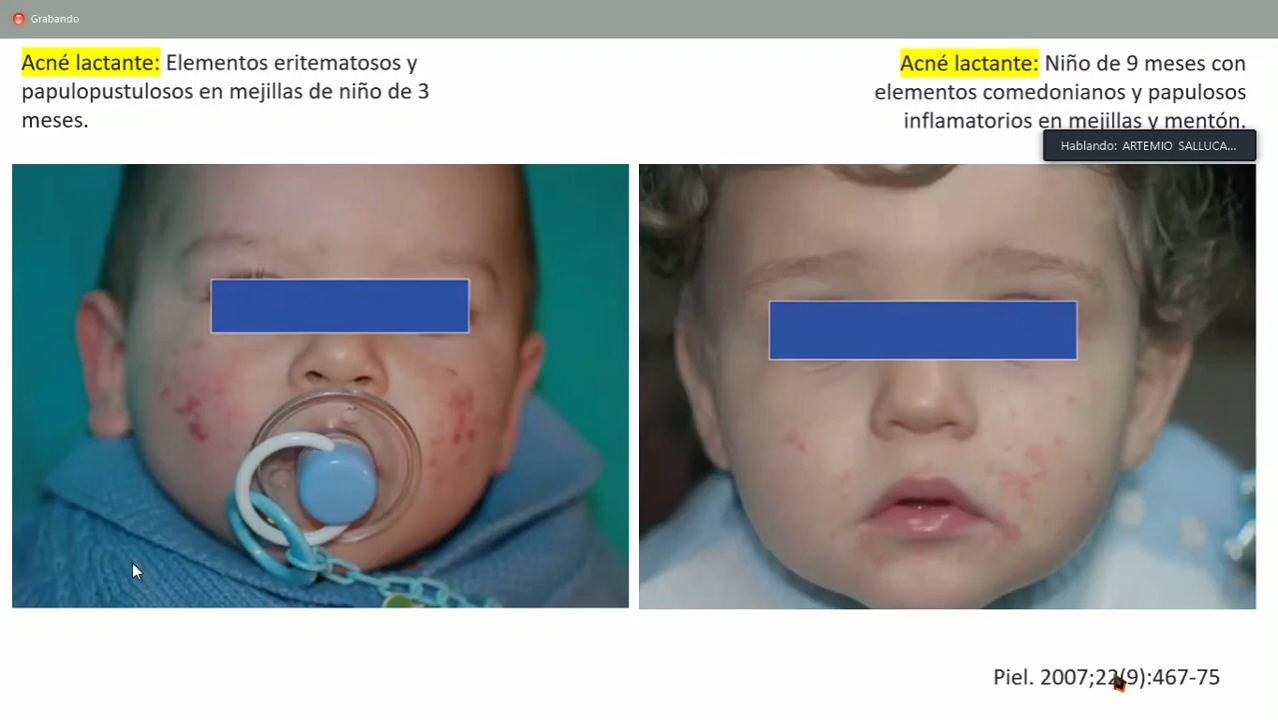 Grabando
Acné lactante: Elementos eritematosos y
papulopustulosos en mejillas de niño de 3
meses.
Acné lactante: Niño de 9 meses con
elementos comedonianos y papulosos
inflamatorios en mejillas y mentón.
Hablando: ARTEMIO SALLUCA...
Piel. 2007;22(9):467-75